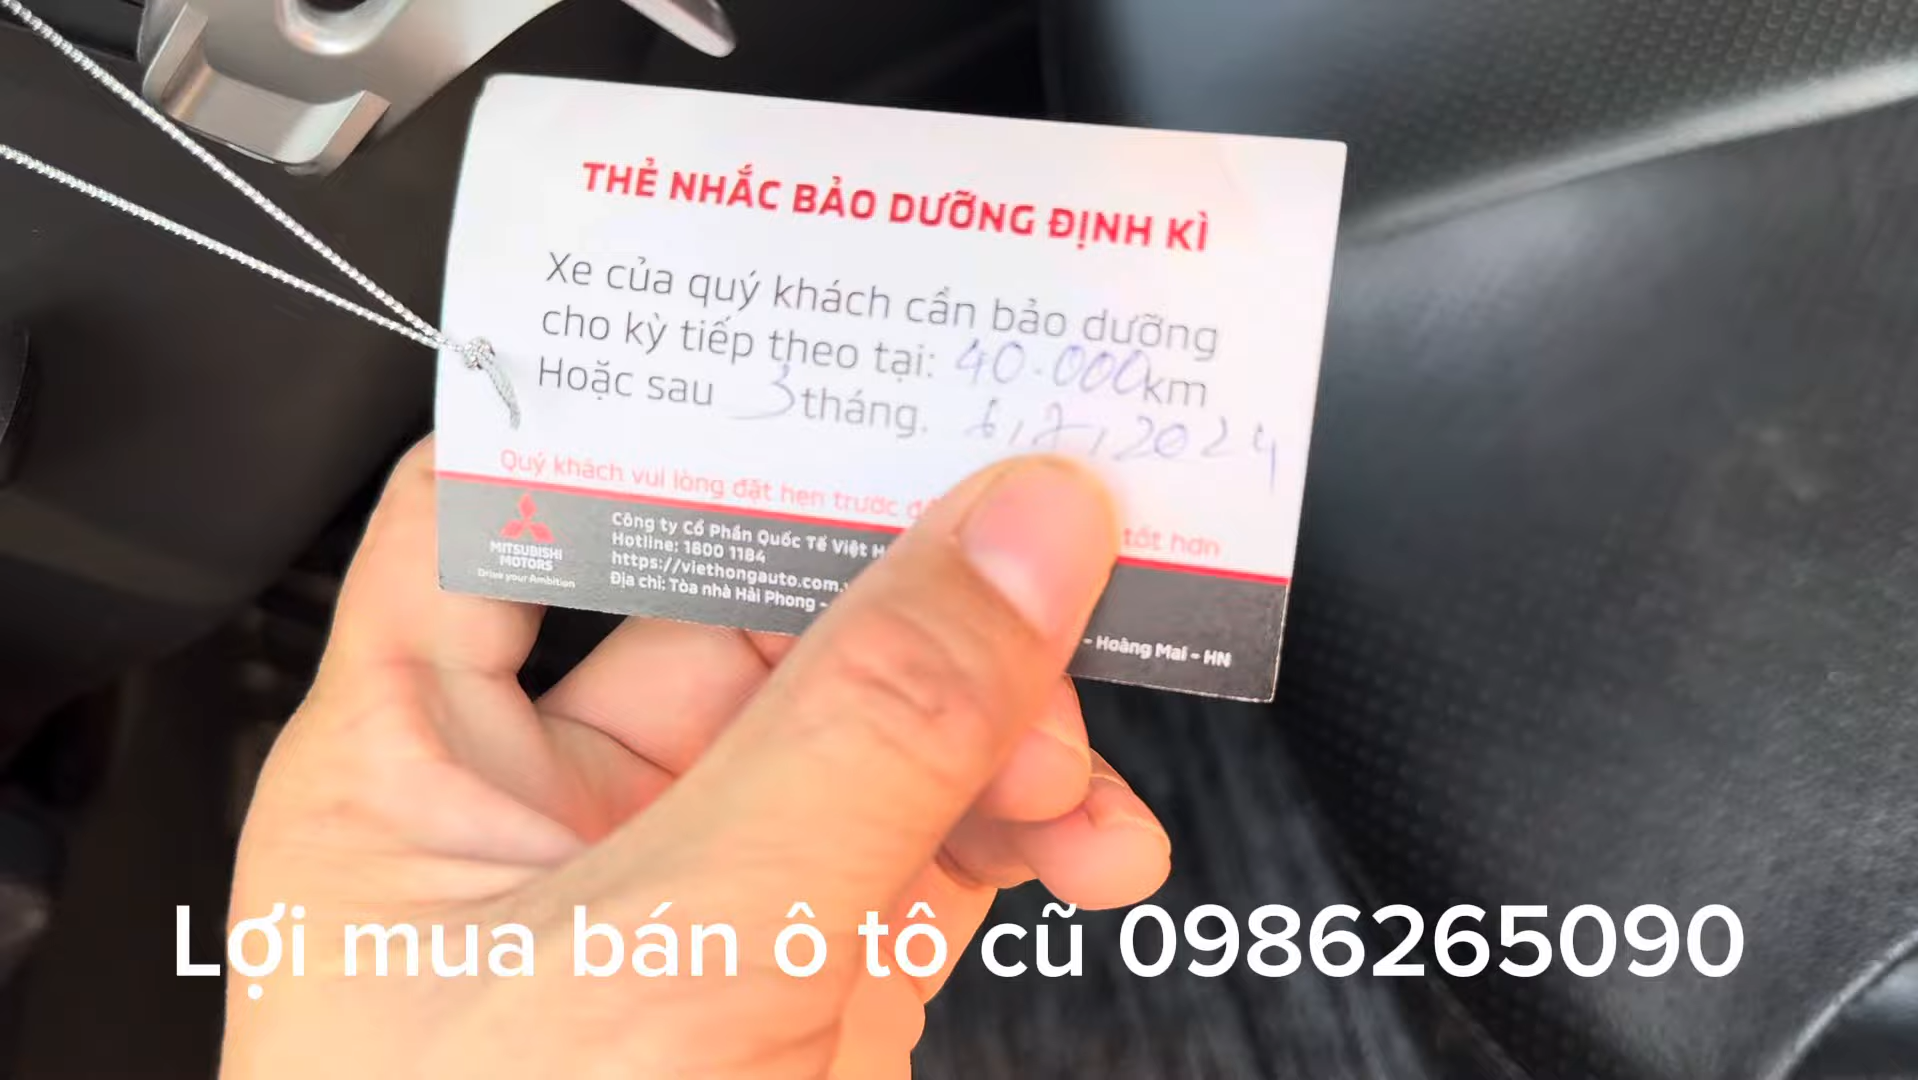 THẺ NHẮC BẢO DƯỠNG ĐỊNH KÌ
Xe của quý khách cần bảo dưỡng
cho kỳ tiếp theo tại: 40.000km
Hoặc sau 3 tháng. 6/7/2024
Quý khách vui lòng đặt hẹn trước tốt hơn
MITSUBISHI
MOTORS
Drive your Ambition
Công ty Cổ Phần Quốc Tế Việt
Hotline: 1800 1184
https://viethongauto.com.
Địa chỉ: Tòa nhà Hải Phong - - Hoàng Mai - HN
Lợi mua bán ô tô cũ 0986265090